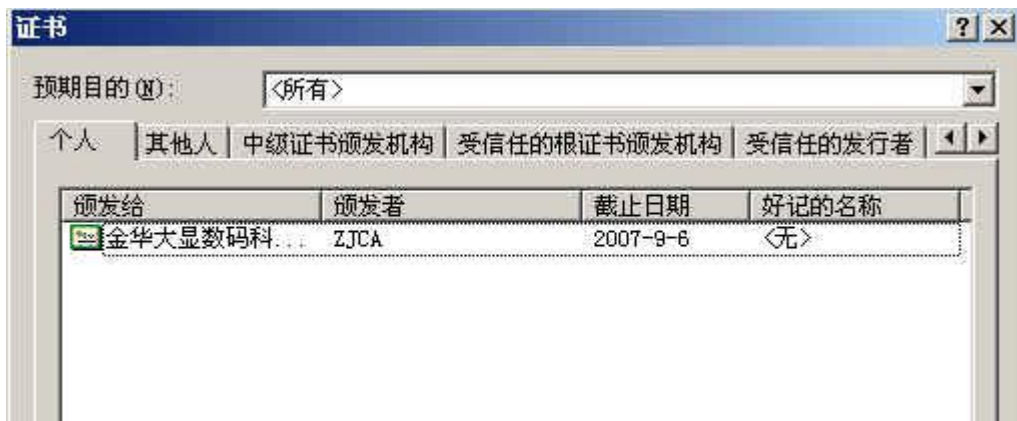 证书
预期目的(N): <所有>
个人 其他人 中级证书颁发机构 受信任的根证书颁发机构 受信任的发行者
颁发给 颁发者 截止日期 好记的名称
金华大显数码科... ZJCA 2007-9-6 <无>